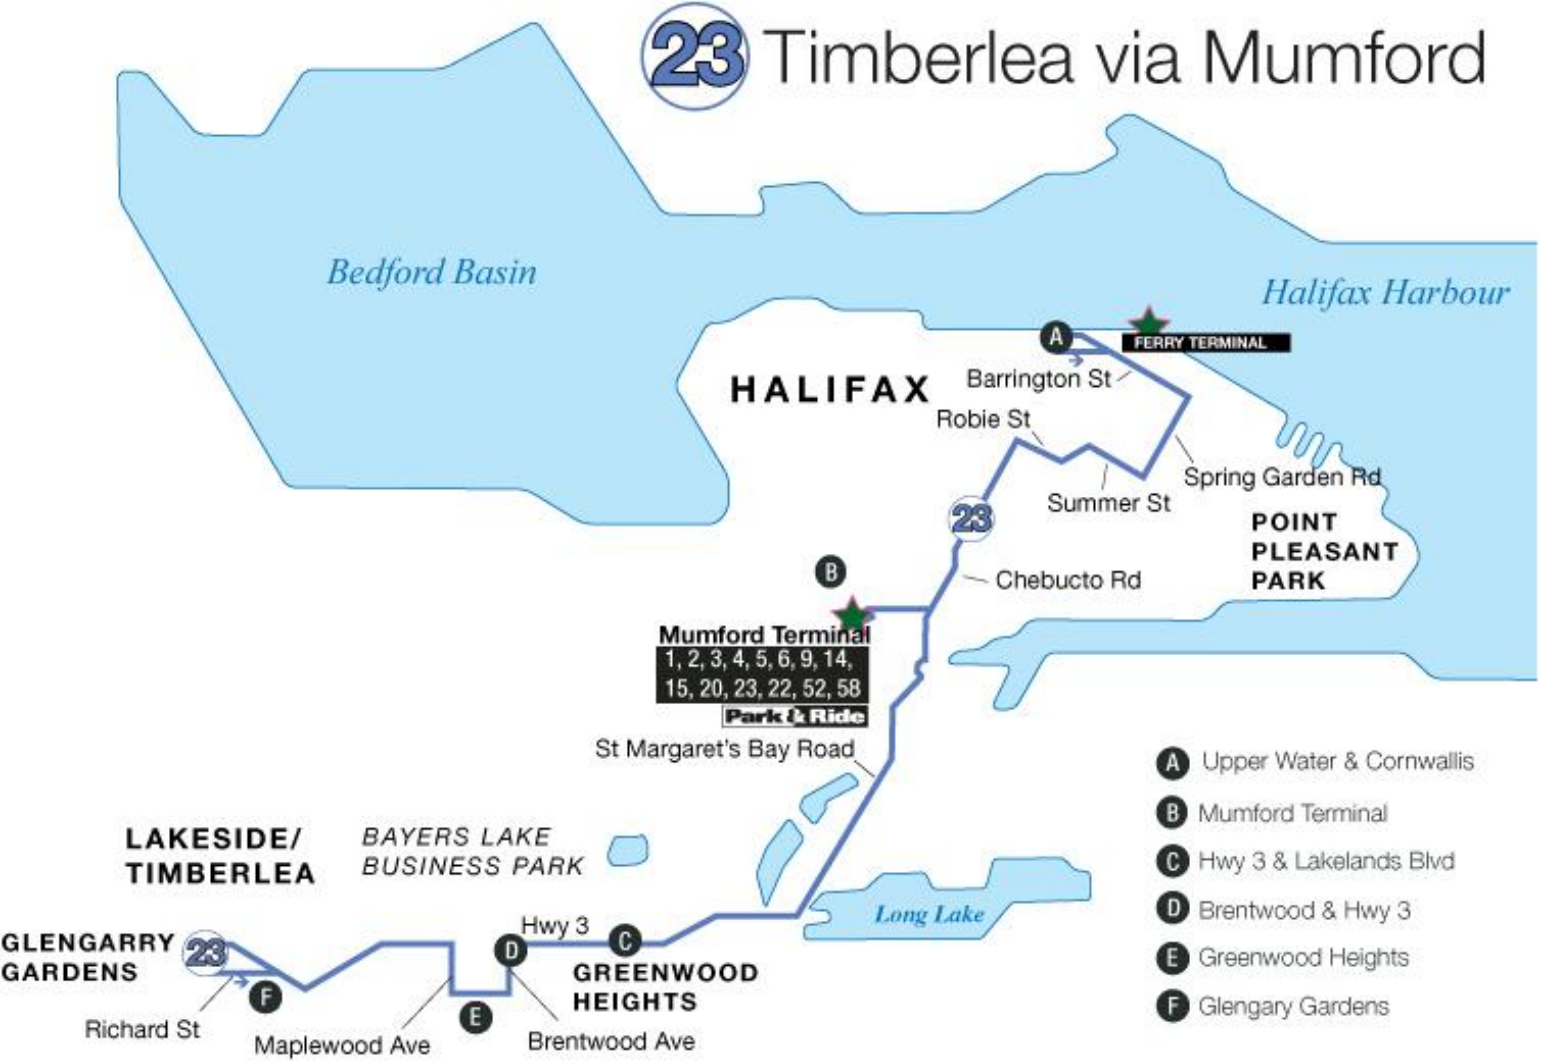 23 Timberlea via Mumford
Bedford Basin
Halifax Harbour
A
FERRY TERMINAL
HALIFAX
Barrington St
Robie St
Spring Garden Rd
Summer St
23
POINT
PLEASANT
PARK
B
Chebucto Rd
Mumford Terminal
1, 2, 3, 4, 5, 6, 9, 14,
15, 20, 23, 22, 52, 58
Park & Ride
St Margaret's Bay Road
LAKESIDE/
TIMBERLEA
BAYERS LAKE
BUSINESS PARK
Long Lake
Hwy 3
C
D
GLENGARRY
GARDENS
23
GREENWOOD
HEIGHTS
F
E
Richard St
Maplewood Ave
Brentwood Ave
A Upper Water & Cornwallis
B Mumford Terminal
C Hwy 3 & Lakelands Blvd
D Brentwood & Hwy 3
E Greenwood Heights
F Glengary Gardens